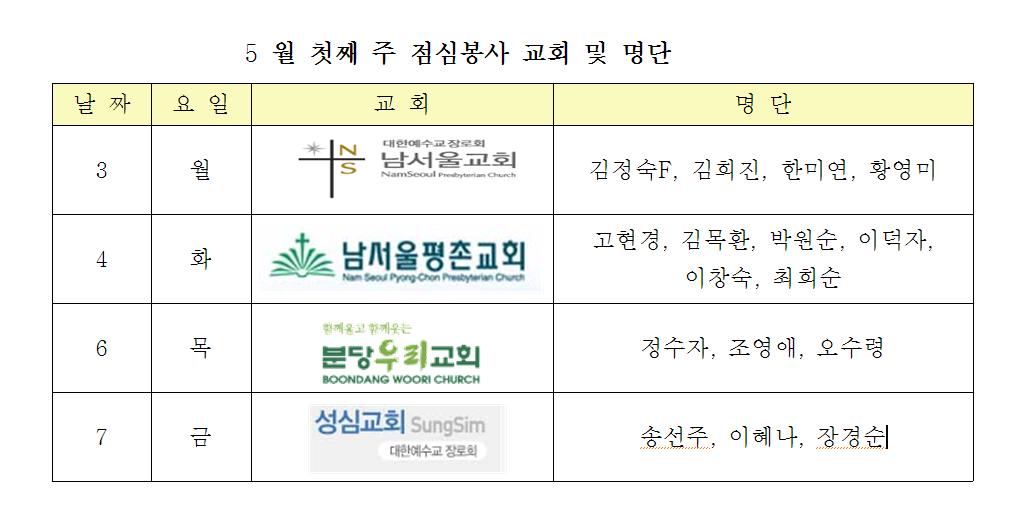 5 월 첫째 주 점심봉사 교회 및 명단
날 짜 요 일 교 회 명 단
3 월 NS 대한예수교 장로회 남서울교회 NamSeoul Presbyterian Church 김정숙F, 김희진, 한미연, 황영미
4 화 남서울평촌교회 Nam Seoul Pyong-Chon Presbyterian Church 고현경, 김목환, 박원순, 이덕자,
이창숙, 최희순
6 목 함께울고 함께웃는 분당우리교회 BOONDANG WOORI CHURCH 정수자, 조영애, 오수령
7 금 성심교회 SungSim 대한예수교 장로회 송선주, 이혜나, 장경순